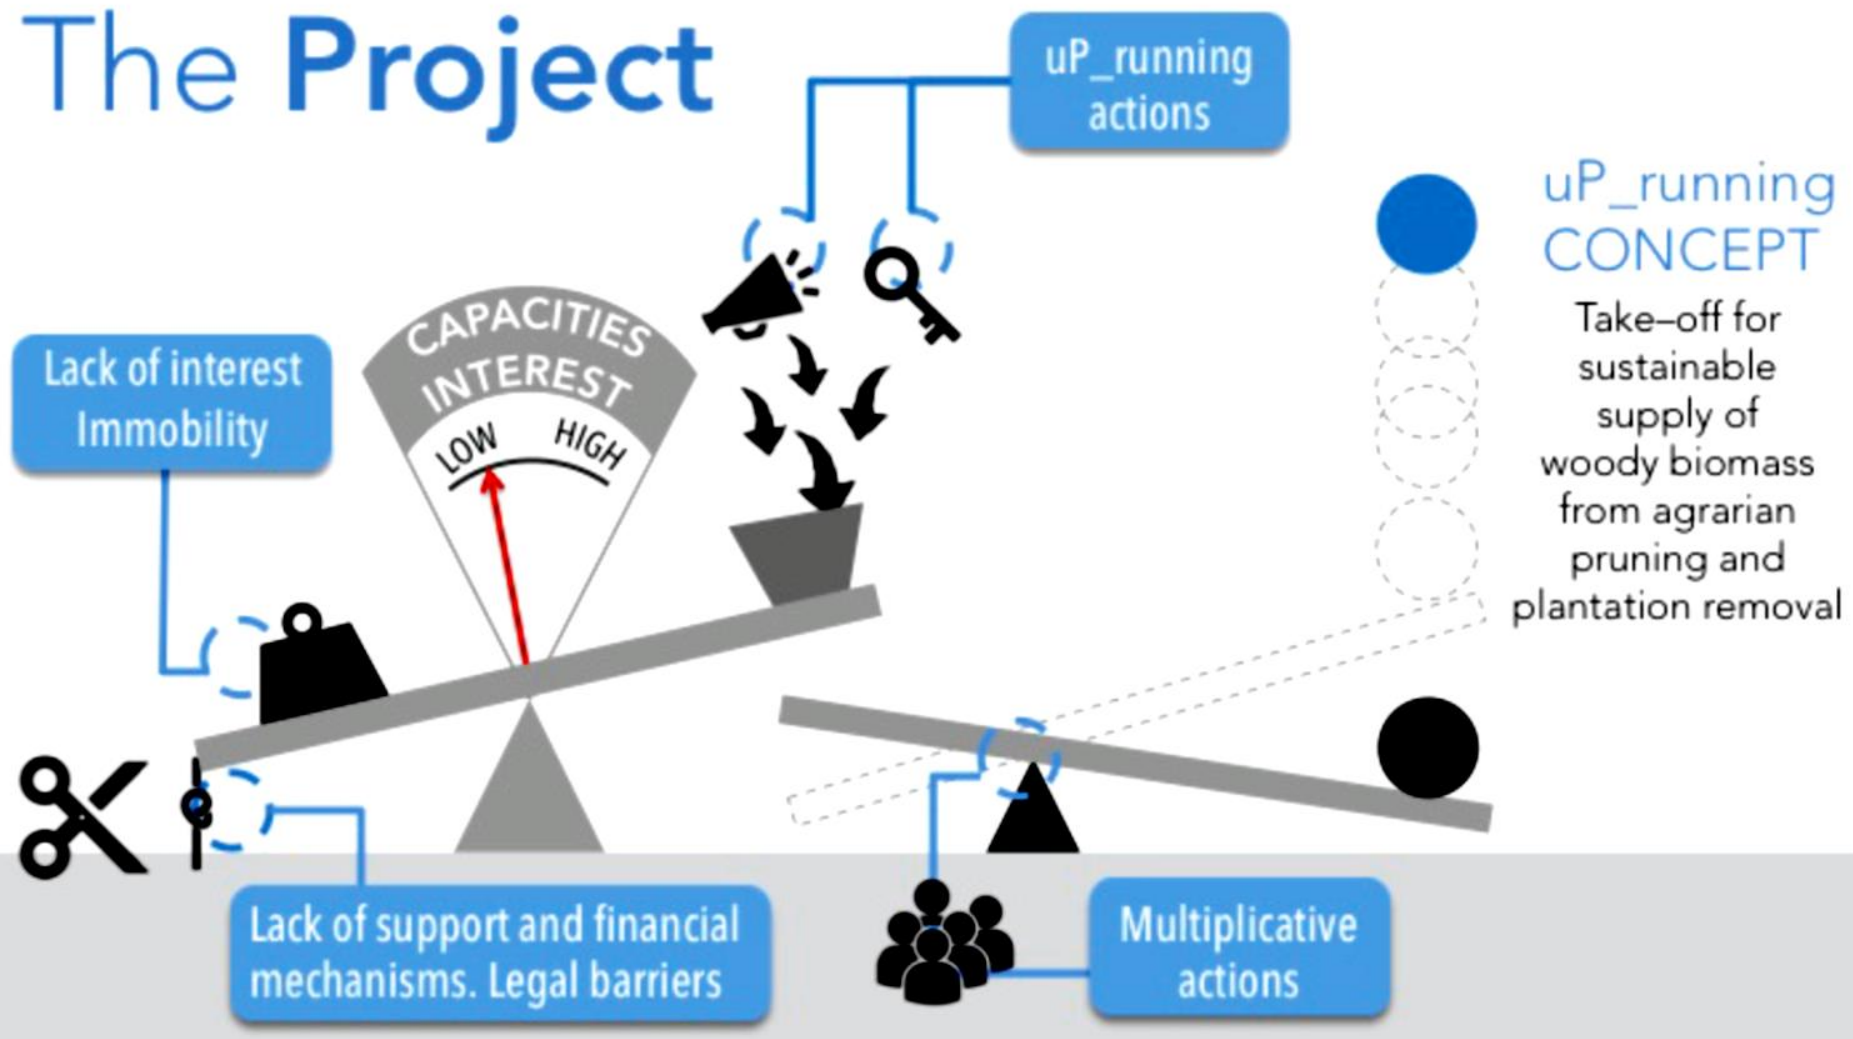 The Project
uP_running
actions
uP_running
CONCEPT
Take–off for
sustainable
supply of
woody biomass
from agrarian
pruning and
plantation removal
CAPACITIES
INTEREST
LOW HIGH
Lack of interest
Immobility
Lack of support and financial
mechanisms. Legal barriers
Multiplicative
actions